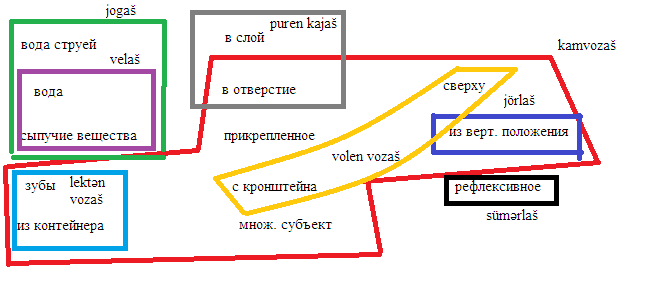 jogaš
puren kajaš
вода струей
в слой
kamvozaš
velaš
вода
в отверстие
сверху
jörlaš
сыпучие вещества
прикрепленное
из верт. положения
volen vozaš
зубы
lektən
vozaš
с кронштейна
рефлексивное
из контейнера
множ. субъект
sümərlaš